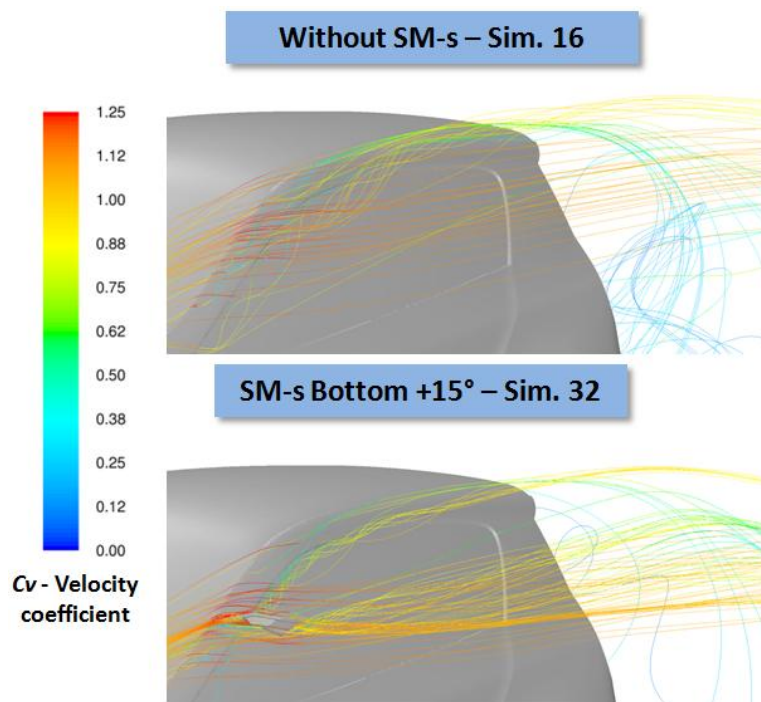 Without SM-s – Sim. 16
1.25
1.12
1.00
0.88
0.75
0.62
0.50
0.38
0.25
0.12
0.00
Cv - Velocity
coefficient
SM-s Bottom +15° – Sim. 32